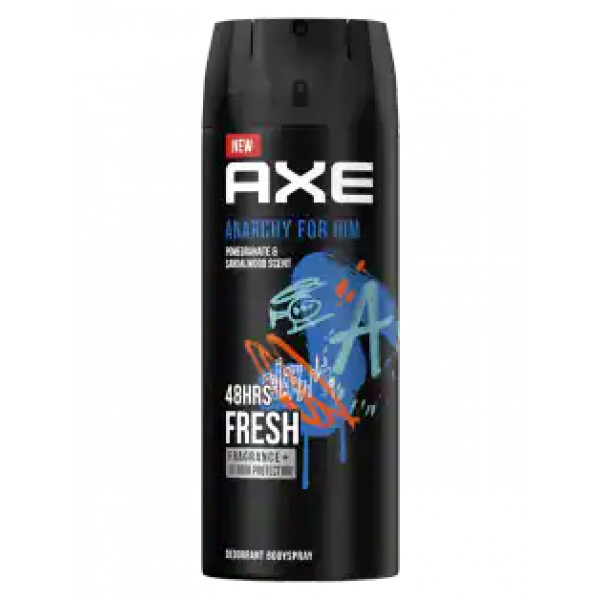 NEW
AXE
ANARCHY FOR HIM
POMEGRANATE &
SANDALWOOD SCENT
A
48HRS
FRESH
FRAGRANCE +
ODOUR PROTECTION
DEODORANT BODYSPRAY